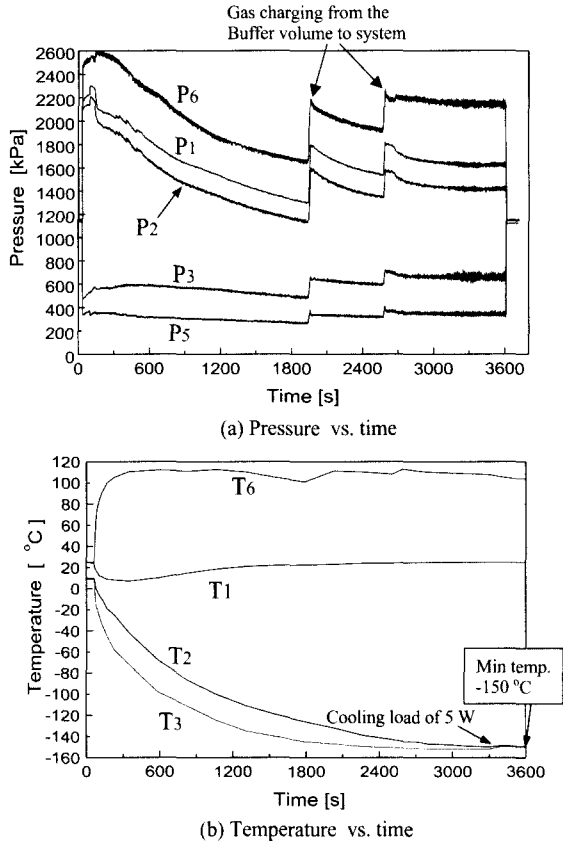 Gas charging from the
Buffer volume to system
2600
2400
2200
2000
1800
1600
1400
1200
1000
800
600
400
200
0
Pressure [kPa]
P6
P1
P2
P3
P5
0 600 1200 1800 2400 3000 3600
Time [s]
(a) Pressure vs. time
120
100
80
60
40
20
0
-20
-40
-60
-80
-100
-120
-140
-160
Temperature [ °C]
T6
T1
T2
T3
Min temp.
-150 °C
Cooling load of 5 W
0 600 1200 1800 2400 3000 3600
Time [s]
(b) Temperature vs. time